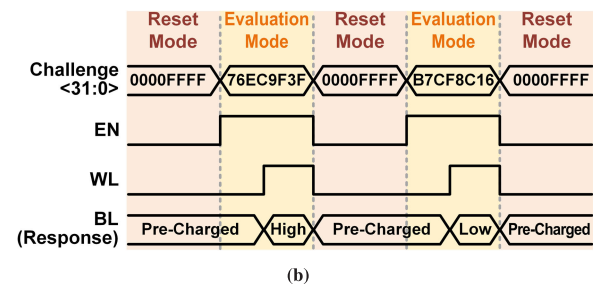 Reset Mode Evaluation Mode Reset Mode Evaluation Mode Reset Mode
Challenge <31:0> 0000FFFF 76EC9F3F 0000FFFF B7CF8C16 0000FFFF
EN
WL
BL (Response) Pre-Charged High Pre-Charged Low Pre-Charged
(b)